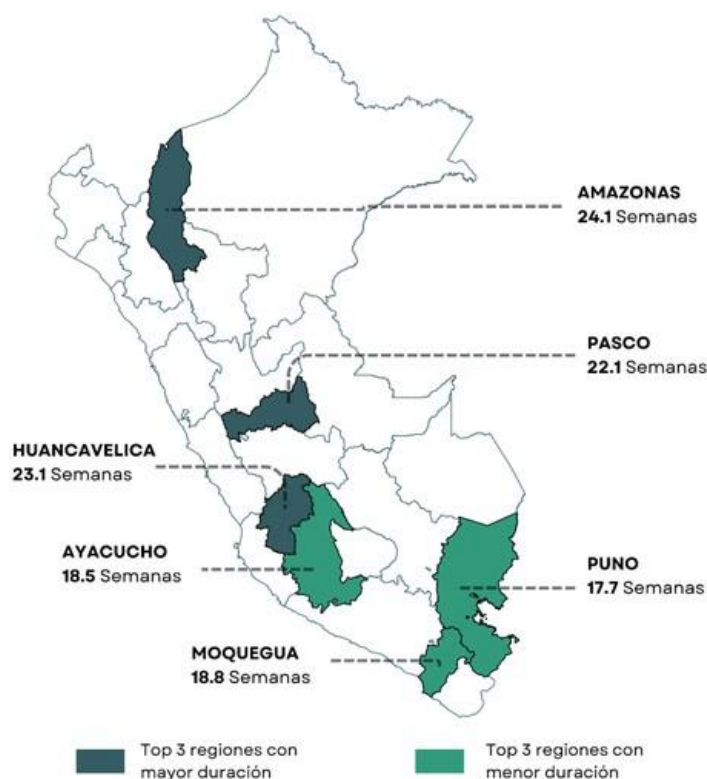 AMAZONAS
24.1 Semanas
PASCO
22.1 Semanas
HUANCAVELICA
23.1 Semanas
AYACUCHO
18.5 Semanas
PUNO
17.7 Semanas
MOQUEGUA
18.8 Semanas
Top 3 regiones con
mayor duración
Top 3 regiones con
menor duración